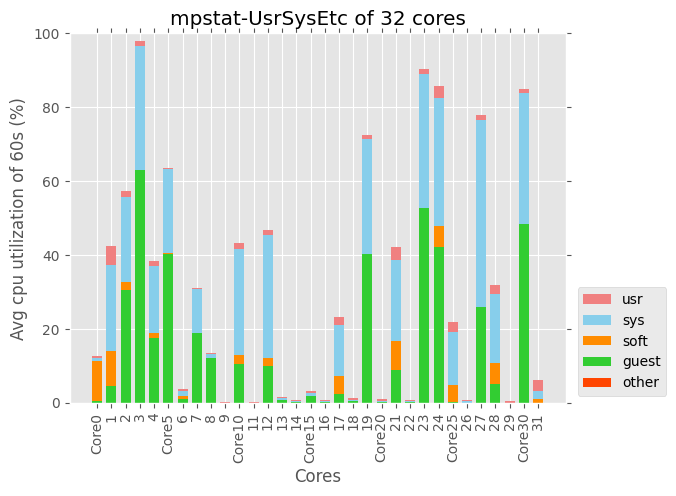 mpstat-UsrSysEtc of 32 cores
100
80
60
40
20
0
Avg cpu utilization of 60s (%)
Core0
1
2
3
4
Core5
6
7
8
9
Core10
11
12
13
14
Core15
16
17
18
19
Core20
21
22
23
24
Core25
26
27
28
29
Core30
31
Cores
usr
sys
soft
guest
other